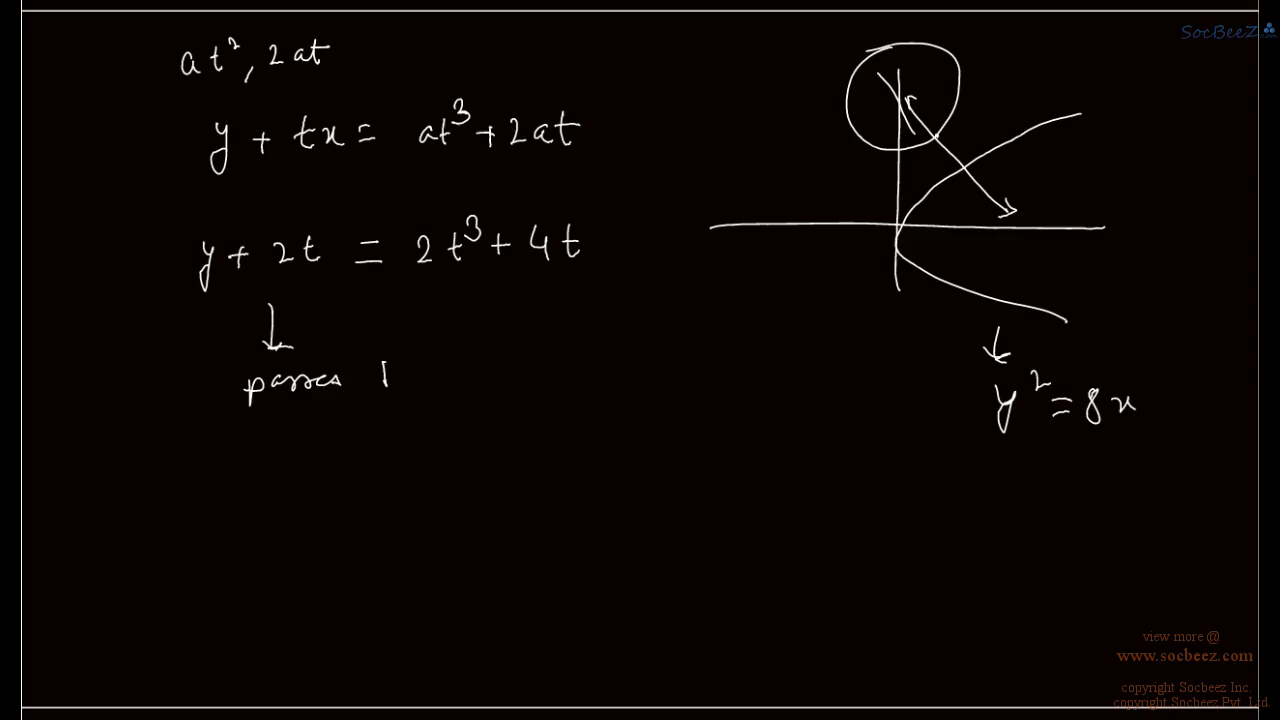 SocBeeZ
at², 2at
y + tx = at³ + 2at
r
y + 2t = 2t³ + 4t
passes
y² = 8x
view more @
www.socbeez.com
copyright Socbeez Inc.
copyright Socbeez Pvt. Ltd.